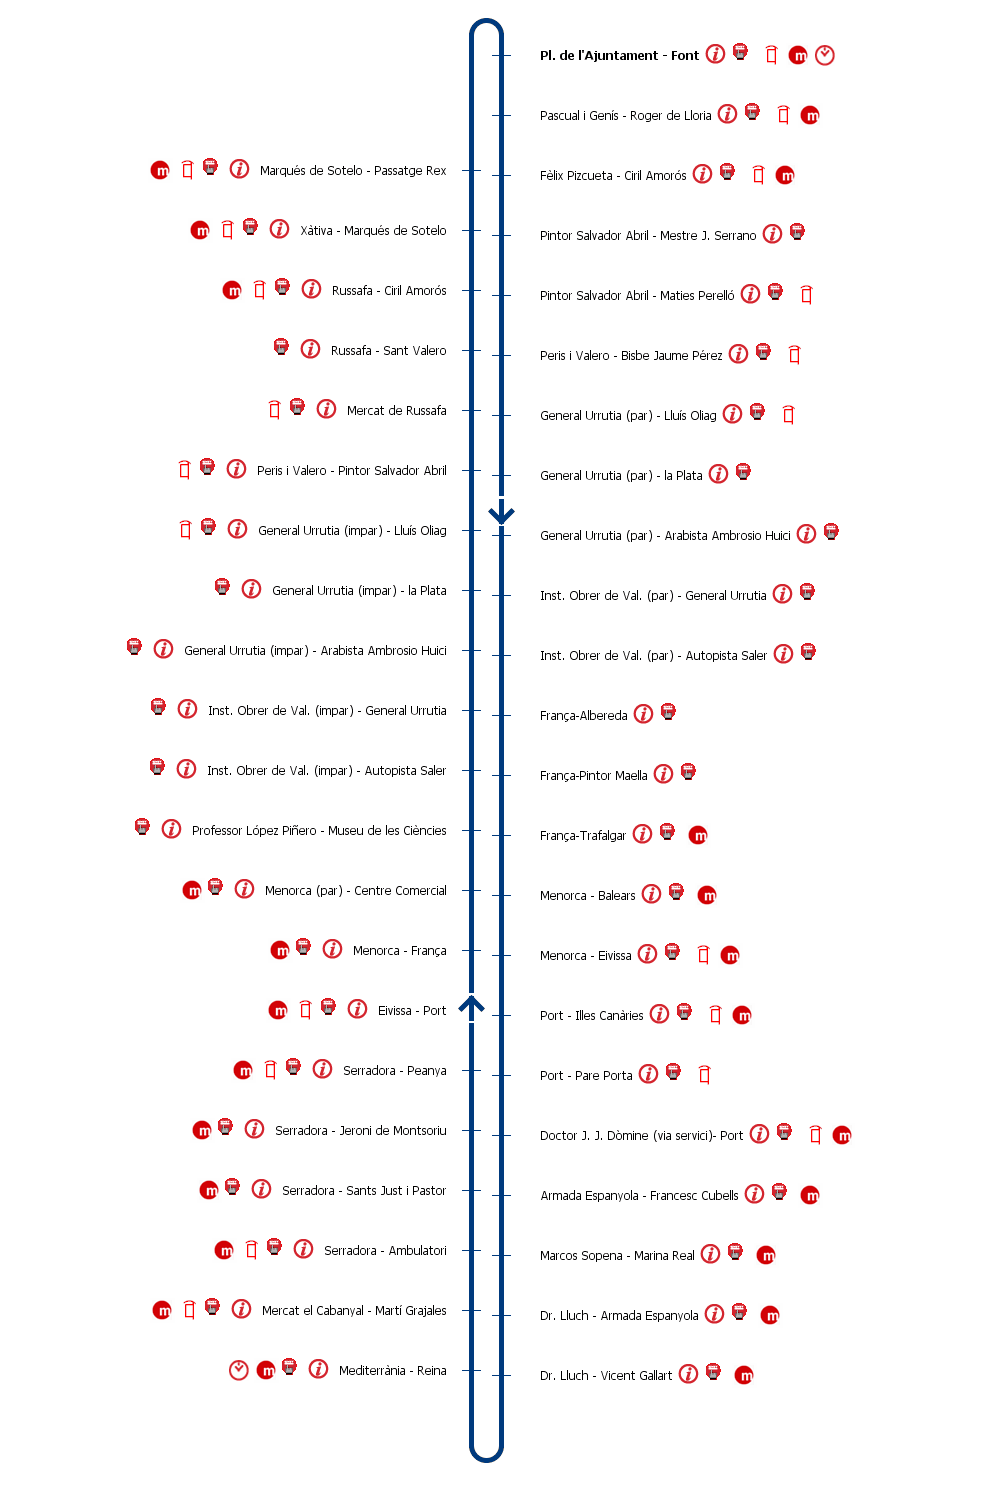 Pl. de l'Ajuntament - Font
Pascual i Genís - Roger de Lloria
Fèlix Pizcueta - Ciril Amorós
Pintor Salvador Abril - Mestre J. Serrano
Pintor Salvador Abril - Maties Perelló
Peris i Valero - Bisbe Jaume Pérez
General Urrutia (par) - Lluís Oliag
General Urrutia (par) - la Plata
General Urrutia (par) - Arabista Ambrosio Huici
Inst. Obrer de Val. (par) - General Urrutia
Inst. Obrer de Val. (par) - Autopista Saler
França-Albereda
França-Pintor Maella
França-Trafalgar
Menorca - Balears
Menorca - Eivissa
Port - Illes Canàries
Port - Pare Porta
Doctor J. J. Dòmine (via servici)- Port
Armada Espanyola - Francesc Cubells
Marcos Sopena - Marina Real
Dr. Lluch - Armada Espanyola
Dr. Lluch - Vicent Gallart
Marqués de Sotelo - Passatge Rex
Xàtiva - Marqués de Sotelo
Russafa - Ciril Amorós
Russafa - Sant Valero
Mercat de Russafa
Peris i Valero - Pintor Salvador Abril
General Urrutia (impar) - Lluís Oliag
General Urrutia (impar) - la Plata
General Urrutia (impar) - Arabista Ambrosio Huici
Inst. Obrer de Val. (impar) - General Urrutia
Inst. Obrer de Val. (impar) - Autopista Saler
Professor López Piñero - Museu de les Ciències
Menorca (par) - Centre Comercial
Menorca - França
Eivissa - Port
Serradora - Peanya
Serradora - Jeroni de Montsoriu
Serradora - Sants Just i Pastor
Serradora - Ambulatori
Mercat el Cabanyal - Martí Grajales
Mediterrània - Reina